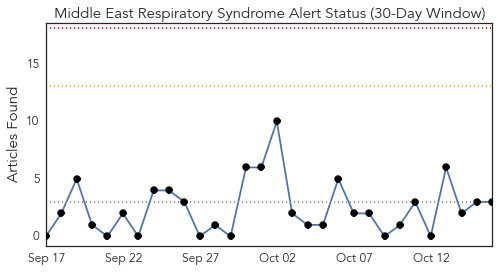 Middle East Respiratory Syndrome Alert Status (30-Day Window)
Articles Found
15
10
5
0
Sep 17 Sep 22 Sep 27 Oct 02 Oct 07 Oct 12